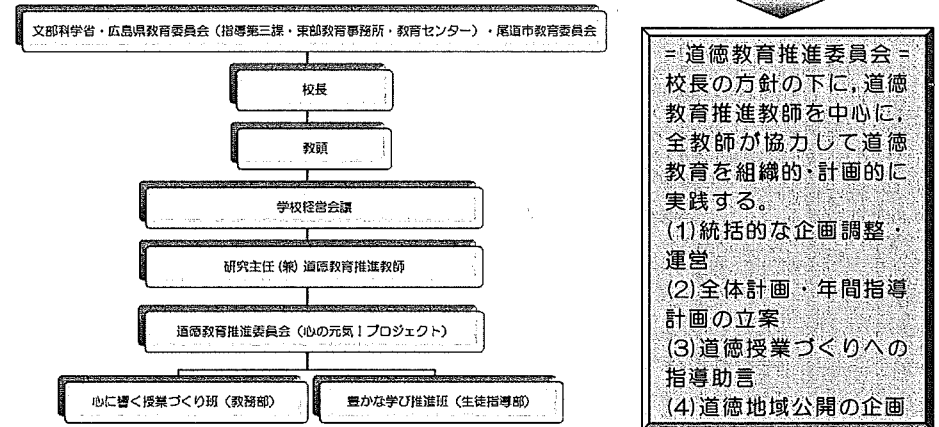 文部科学省・広島県教育委員会（指導第三課・東部教育事務所・教育センター）・尾道市教育委員会
校長
教頭
学校経営会議
研究主任（兼）道徳教育推進教師
道徳教育推進委員会（心の元気！プロジェクト）
心に響く授業づくり班（教務部）
豊かな学び推進班（生徒指導部）
＝道徳教育推進委員会＝
校長の方針の下に，道徳
教育推進教師を中心に，
全教師が協力して道徳
教育を組織的・計画的に
実践する。
(1)統括的な企画調整・
運営
(2)全体計画・年間指導
計画の立案
(3)道徳授業づくりへの
指導助言
(4)道徳地域公開の企画